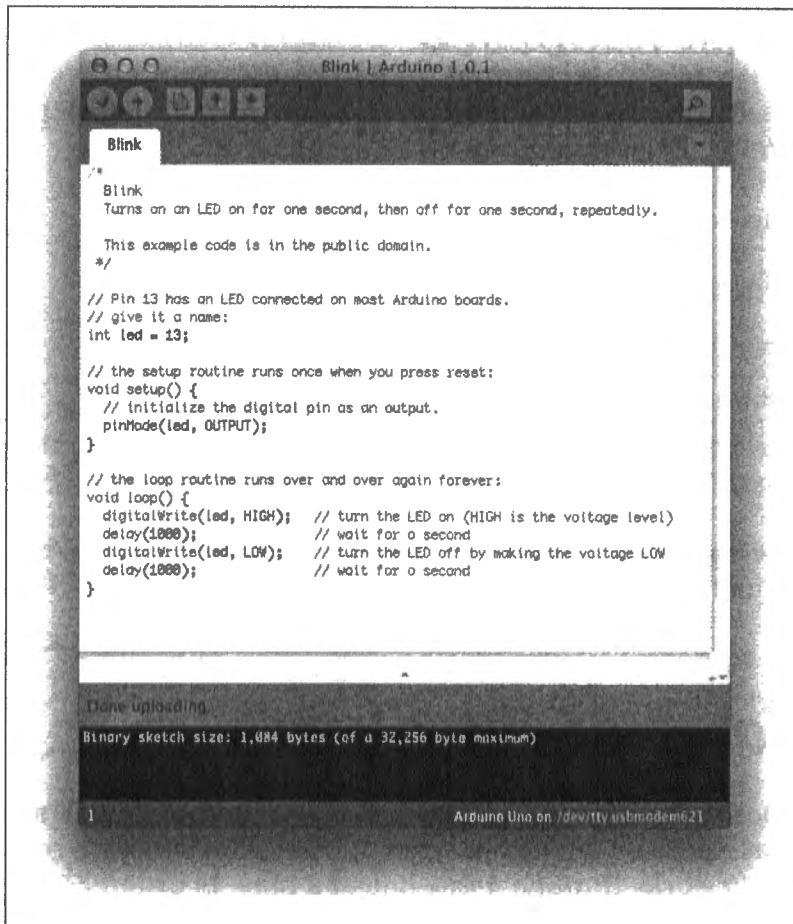 Blink | Arduino 1.0.1
Blink
/*
  Blink
  Turns on an LED on for one second, then off for one second, repeatedly.

  This example code is in the public domain.
 */

// Pin 13 has an LED connected on most Arduino boards.
// give it a name:
int led = 13;

// the setup routine runs once when you press reset:
void setup() {
  // initialize the digital pin as an output.
  pinMode(led, OUTPUT);
}

// the loop routine runs over and over again forever:
void loop() {
  digitalWrite(led, HIGH);   // turn the LED on (HIGH is the voltage level)
  delay(1000);               // wait for a second
  digitalWrite(led, LOW);    // turn the LED off by making the voltage LOW
  delay(1000);               // wait for a second
}
Done uploading.
Binary sketch size: 1,084 bytes (of a 32,256 byte maximum)
1 Arduino Uno on /dev/tty.usbmodem621